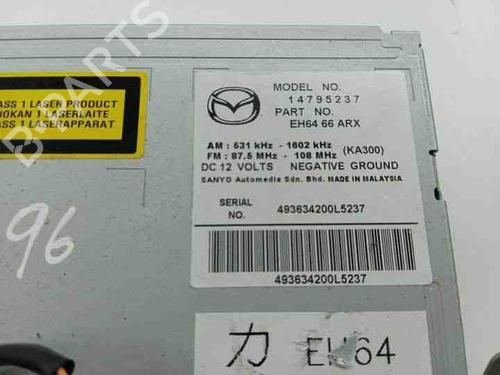 ASS 1 LASER PRODUCT
UOKAN 1 LASERLAITE
ASS 1 LASERAPPARAT
96
MODEL NO.
14795237
PART NO.
EH64 66 ARX
AM : 531 kHz - 1602 kHz
(KA300)
FM : 87.5 MHz - 108 MHz
DC 12 VOLTS NEGATIVE GROUND
SANYO Automedia Sdn. Bhd. MADE IN MALAYSIA
SERIAL
NO.
493634200L5237
493634200L5237
力 EH64